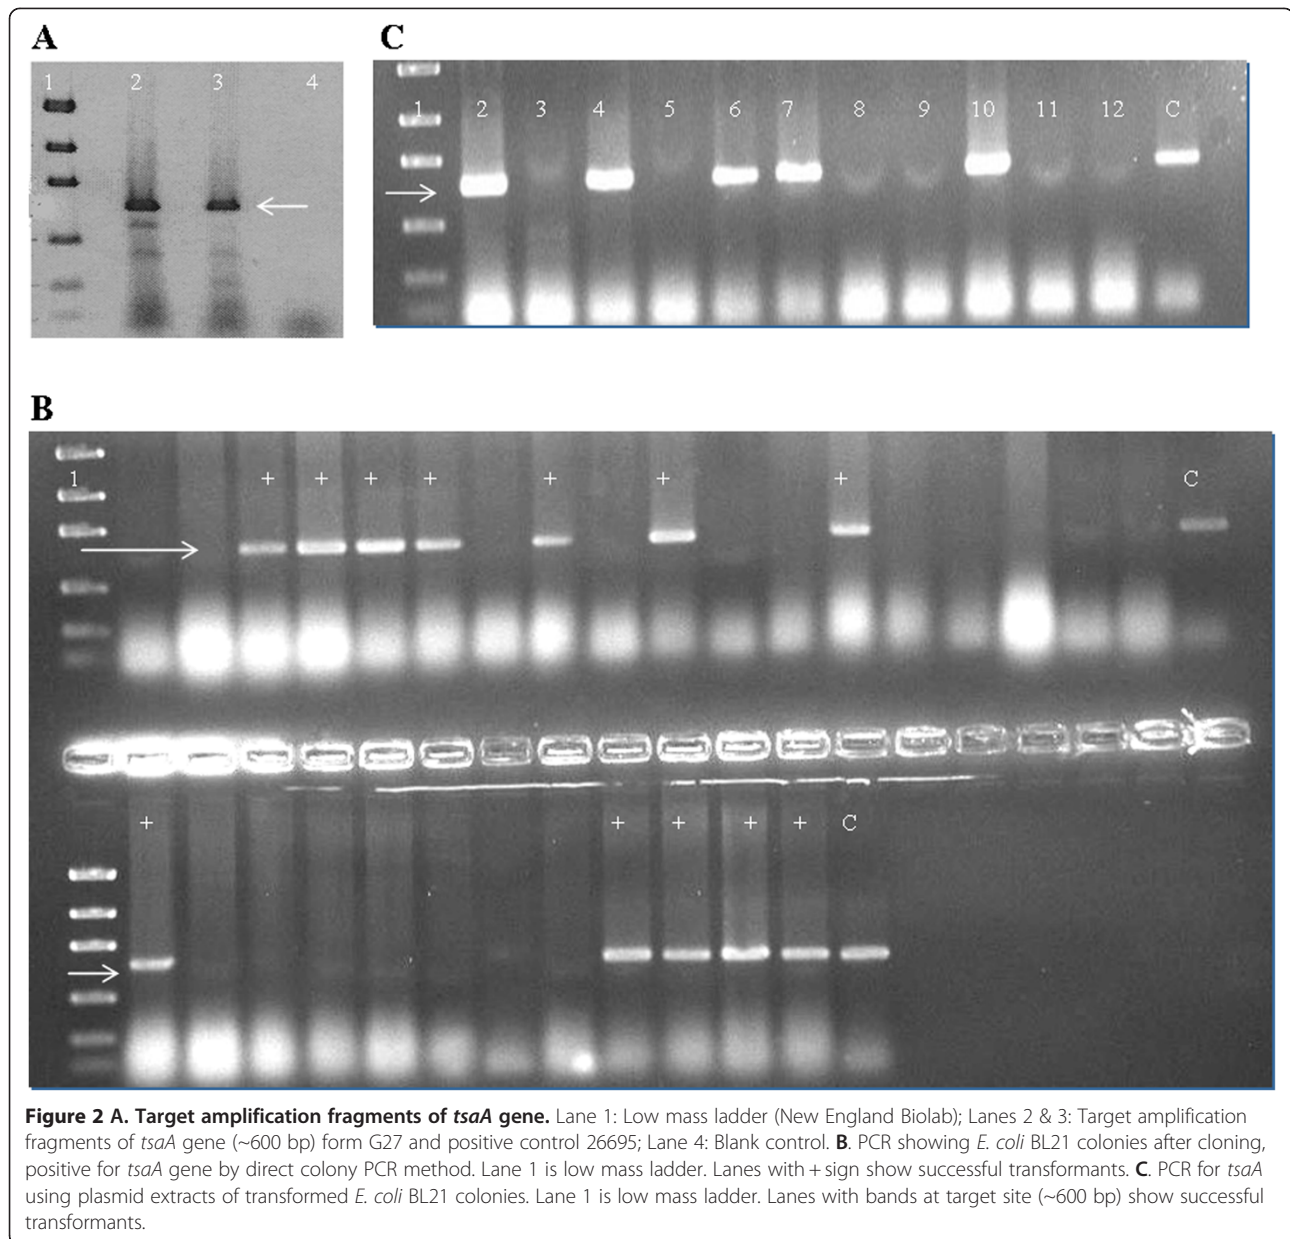 A
1 2 3 4
C
1 2 3 4 5 6 7 8 9 10 11 12 C
B
1 + + + + + + + C
+ + + + + C
Figure 2 A. Target amplification fragments of tsaA gene. Lane 1: Low mass ladder (New England Biolab); Lanes 2 & 3: Target amplification
fragments of tsaA gene (~600 bp) form G27 and positive control 26695; Lane 4: Blank control. B. PCR showing E. coli BL21 colonies after cloning,
positive for tsaA gene by direct colony PCR method. Lane 1 is low mass ladder. Lanes with + sign show successful transformants. C. PCR for tsaA
using plasmid extracts of transformed E. coli BL21 colonies. Lane 1 is low mass ladder. Lanes with bands at target site (~600 bp) show successful
transformants.